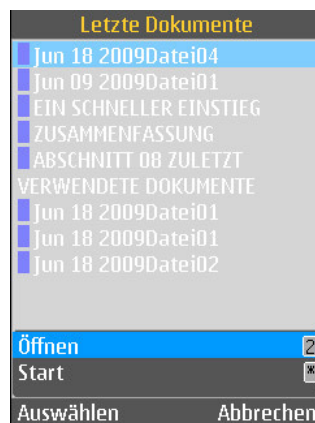 Letzte Dokumente
Jun 18 2009Datei04
Jun 09 2009Datei01
EIN SCHNELLER EINSTIEG
ZUSAMMENFASSUNG
ABSCHNITT 08 ZULETZT
VERWENDETE DOKUMENTE
Jun 18 2009Datei01
Jun 18 2009Datei01
Jun 18 2009Datei02
Öffnen 2
Start *
Auswählen Abbrechen